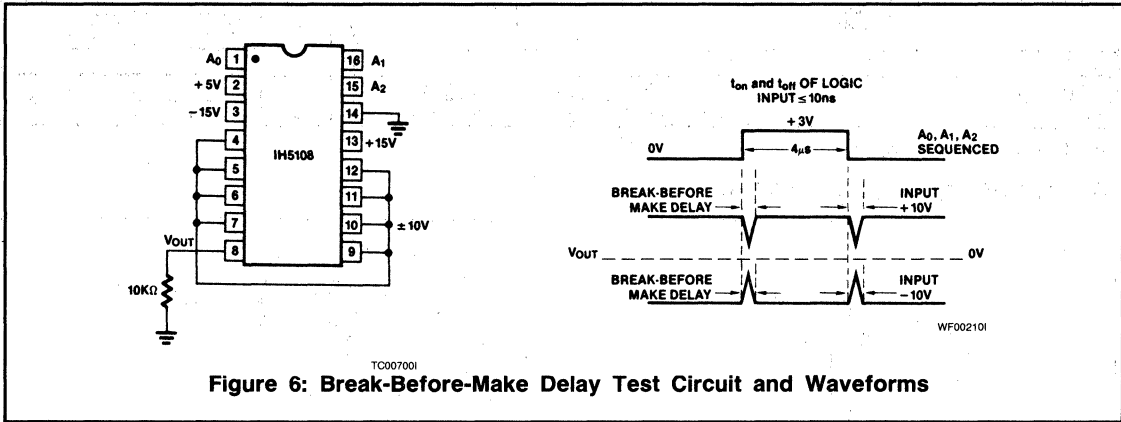 A0 1 16 A1
+5V 2 15 A2
-15V 3 14
4 13 +15V
IH5108
5 12
6 11
7 10 ±10V
VOUT 8 9
10KΩ
TC00700I
ton and toff OF LOGIC
INPUT ≤ 10ns
+3V
0V
4μs
A0, A1, A2
SEQUENCED
BREAK-BEFORE
MAKE DELAY
INPUT
+10V
VOUT 0V
BREAK-BEFORE
MAKE DELAY
INPUT
-10V
WF00210I
Figure 6: Break-Before-Make Delay Test Circuit and Waveforms